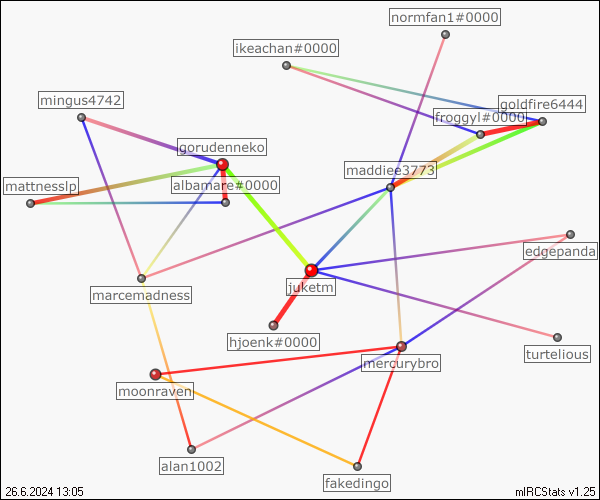 normfan1#0000
ikeachan#0000
mingus4742
goldfire6444
froggyl#0000
gorudenneko
maddiee3773
mattnesslp
albamare#0000
edgepanda
juketm
marcemadness
hjoenk#0000
turtelious
mercurybro
moonraven
alan1002
fakedingo
26.6.2024 13:05
mIRCStats v1.25